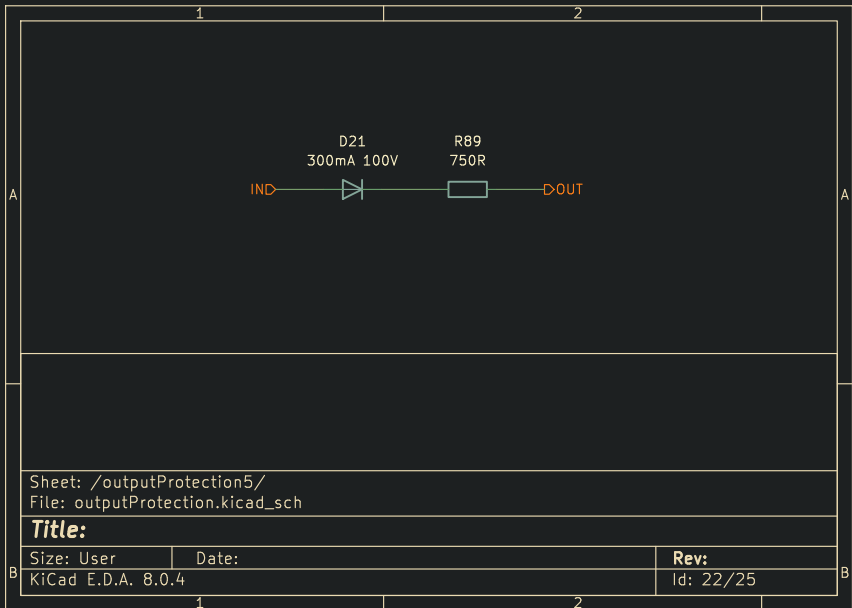 1 2
D21 R89
300mA 100V 750R
IN OUT
A A
Sheet: /outputProtection5/
File: outputProtection.kicad_sch
Title:
Size: User Date: Rev:
B B
KiCad E.D.A. 8.0.4 Id: 22/25
1 2